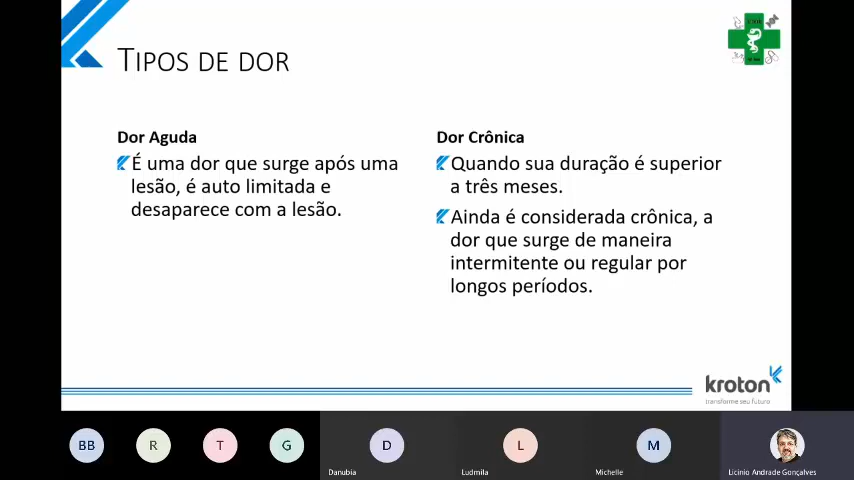 TIPOS DE DOR
Dor Aguda
É uma dor que surge após uma
lesão, é auto limitada e
desaparece com a lesão.
Dor Crônica
Quando sua duração é superior
a três meses.
Ainda é considerada crônica, a
dor que surge de maneira
intermitente ou regular por
longos períodos.
kroton
transforme seu futuro
BB
R
T
G
D
L
M
Danubia
Ludmila
Michelle
Licinio Andrade Gonçalves